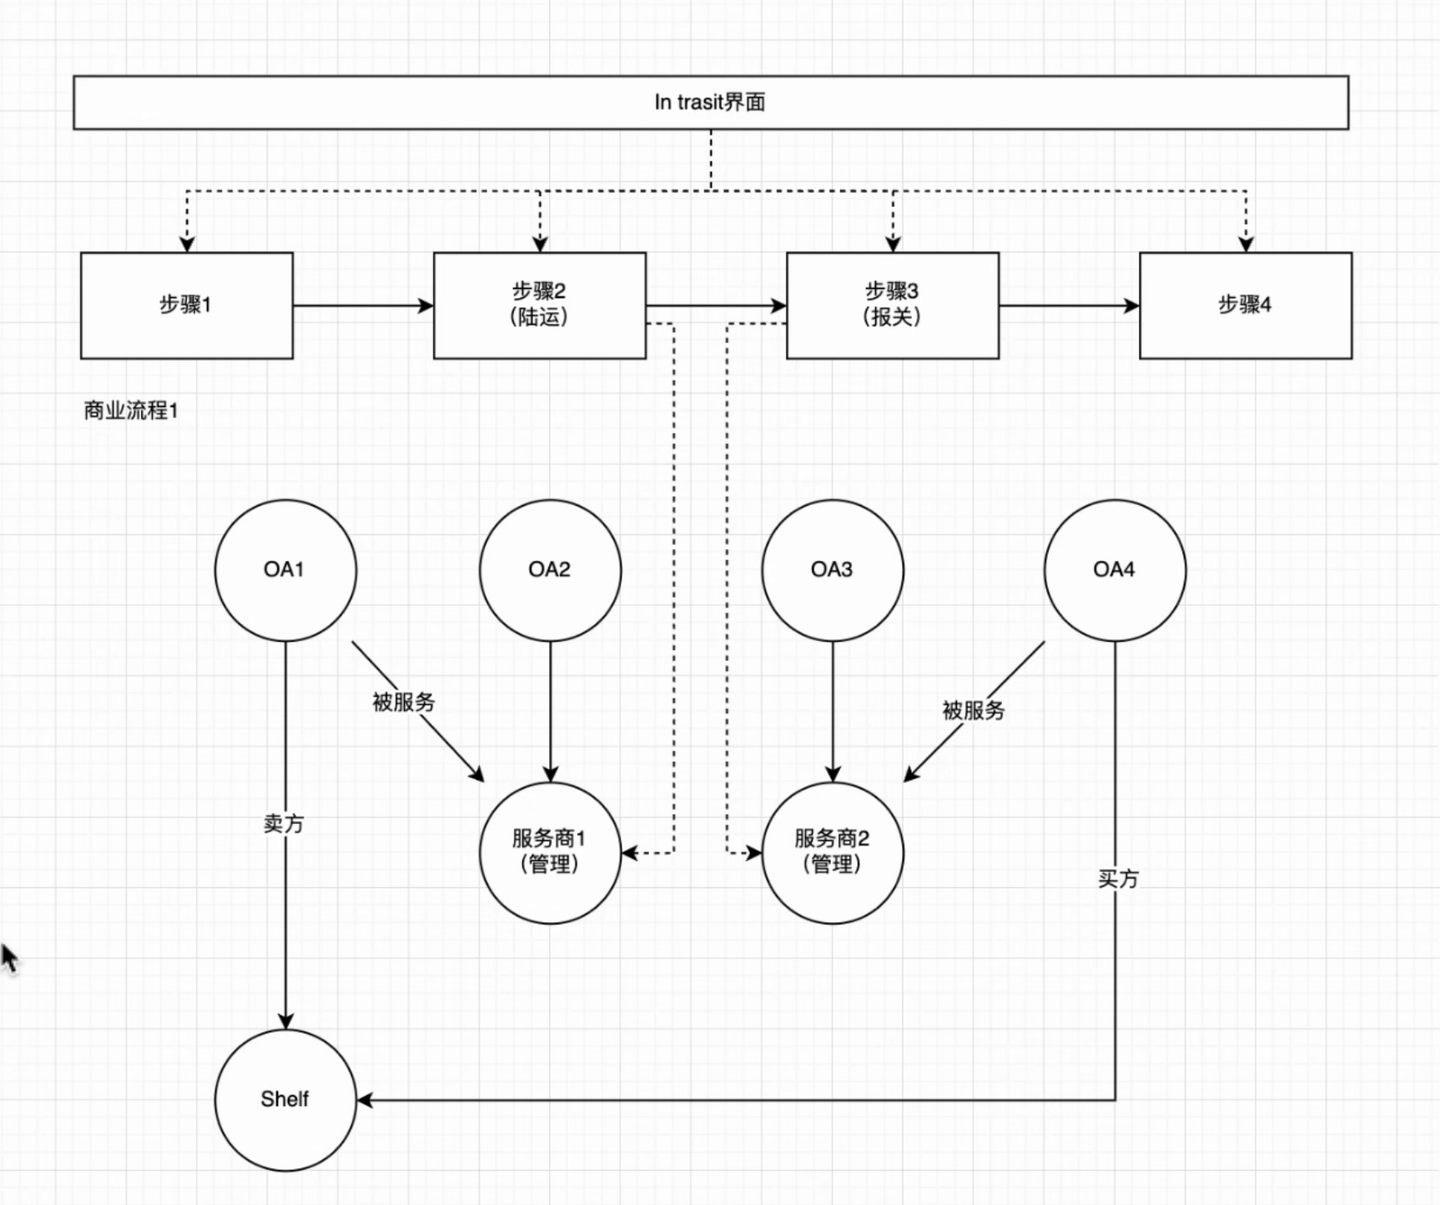 In trasit界面
步骤1
步骤2
（陆运）
步骤3
（报关）
步骤4
商业流程1
OA1
OA2
OA3
OA4
被服务
被服务
卖方
服务商1
（管理）
服务商2
（管理）
买方
Shelf